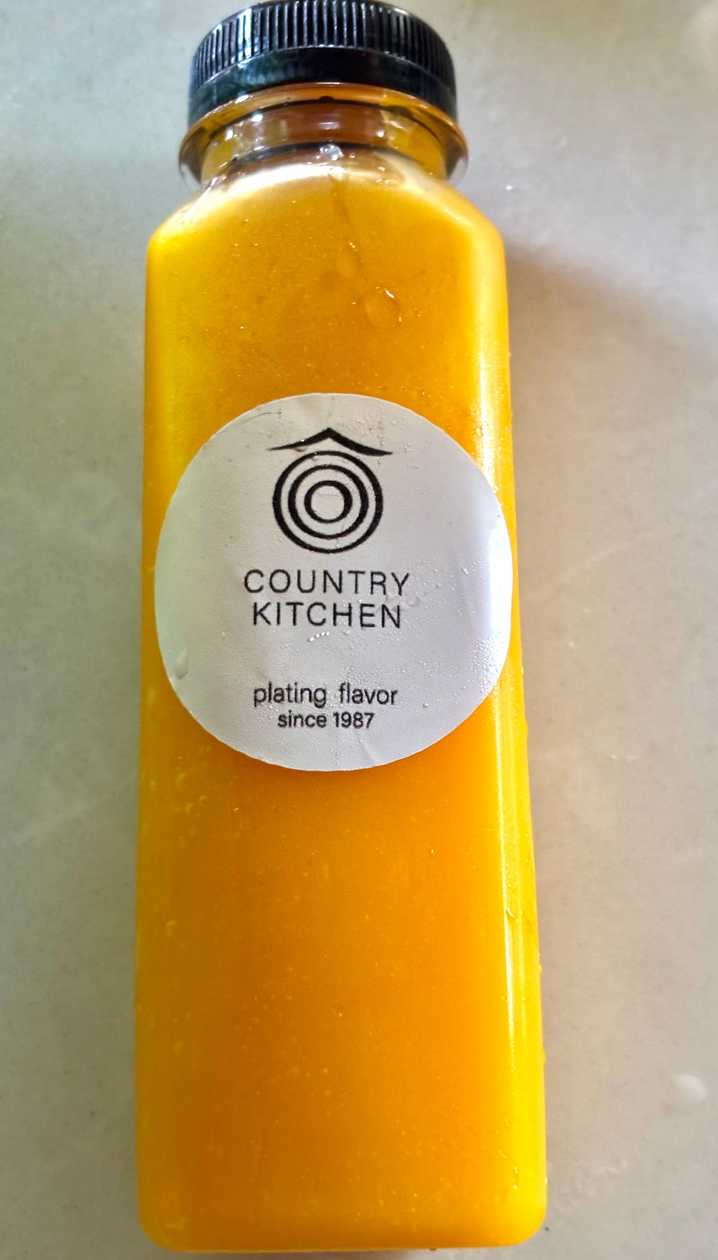 COUNTRY
KITCHEN
plating flavor
since 1987